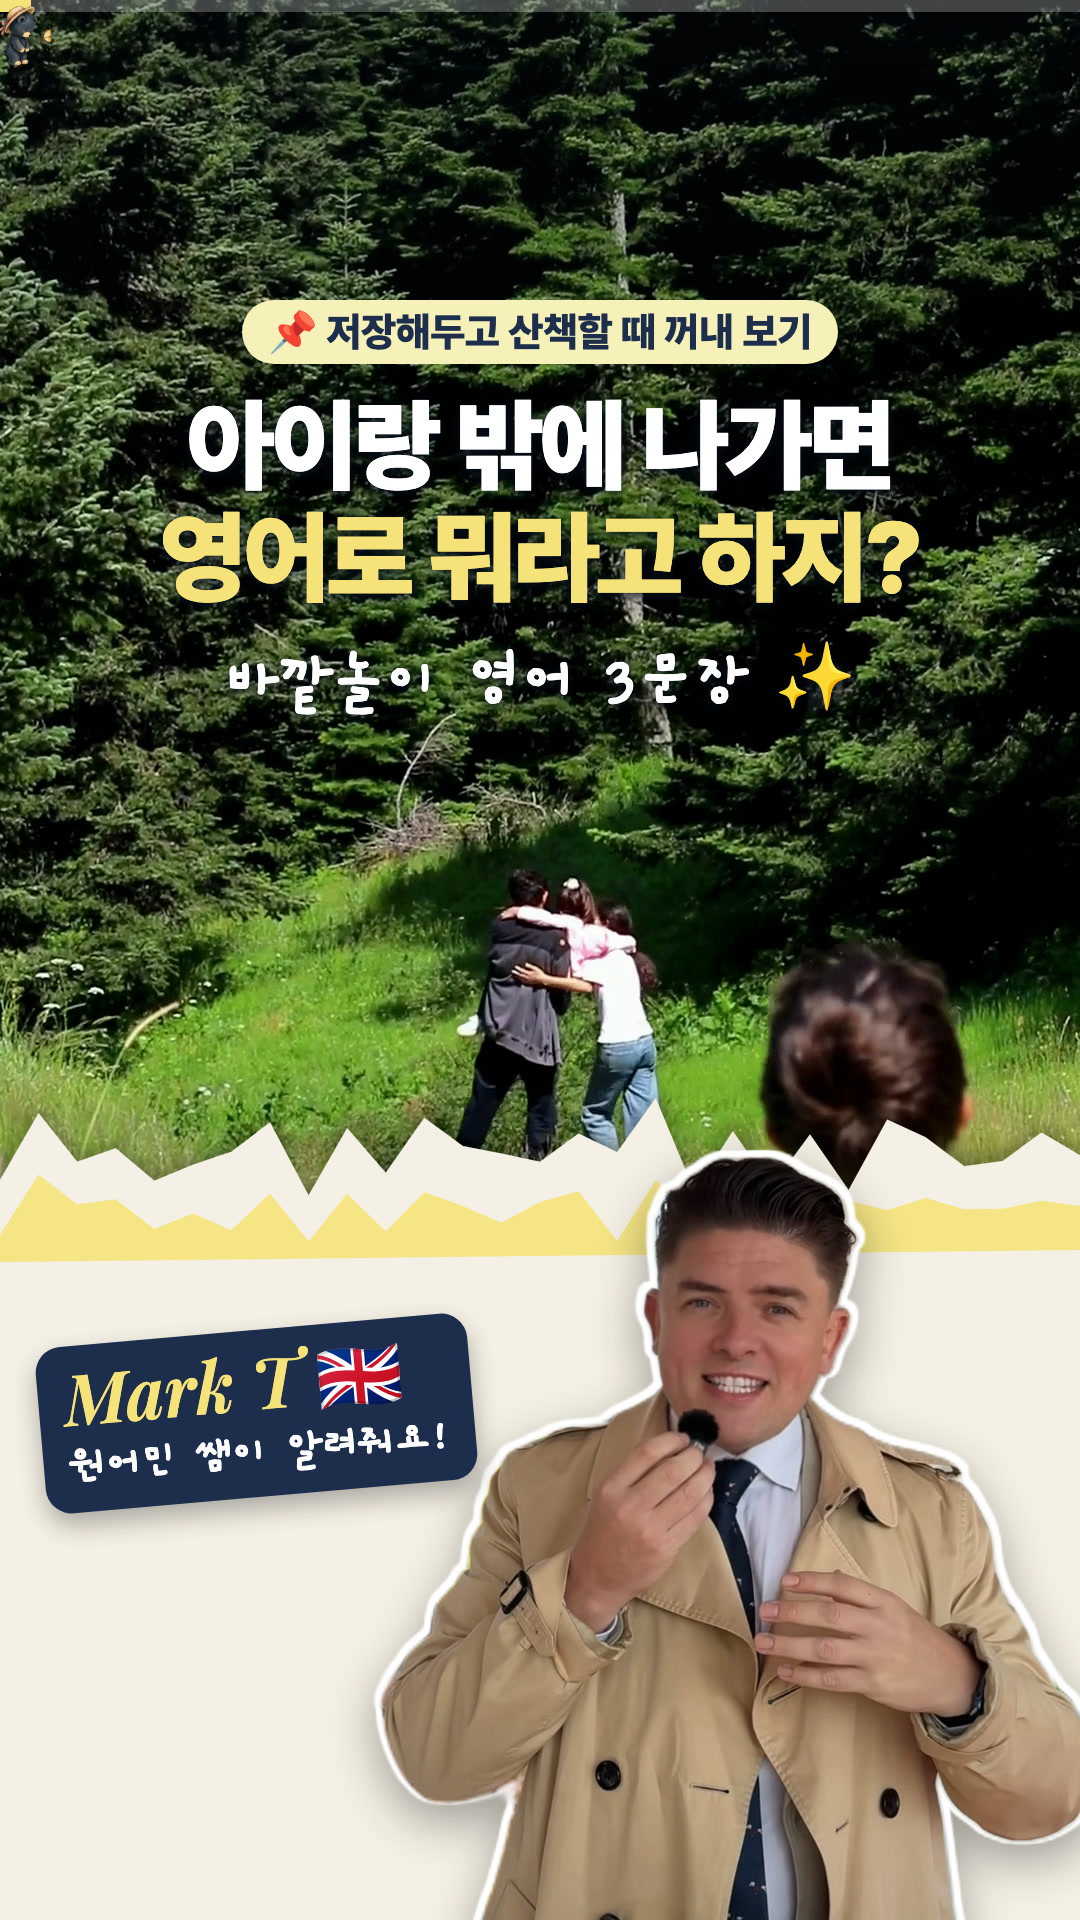 📌 저장해두고 산책할 때 꺼내 보기
아이랑 밖에 나가면
영어로 뭐라고 하지?
바깥놀이 영어 3문장 ✨
Mark T 🇬🇧
원어민 쌤이 알려줘요!